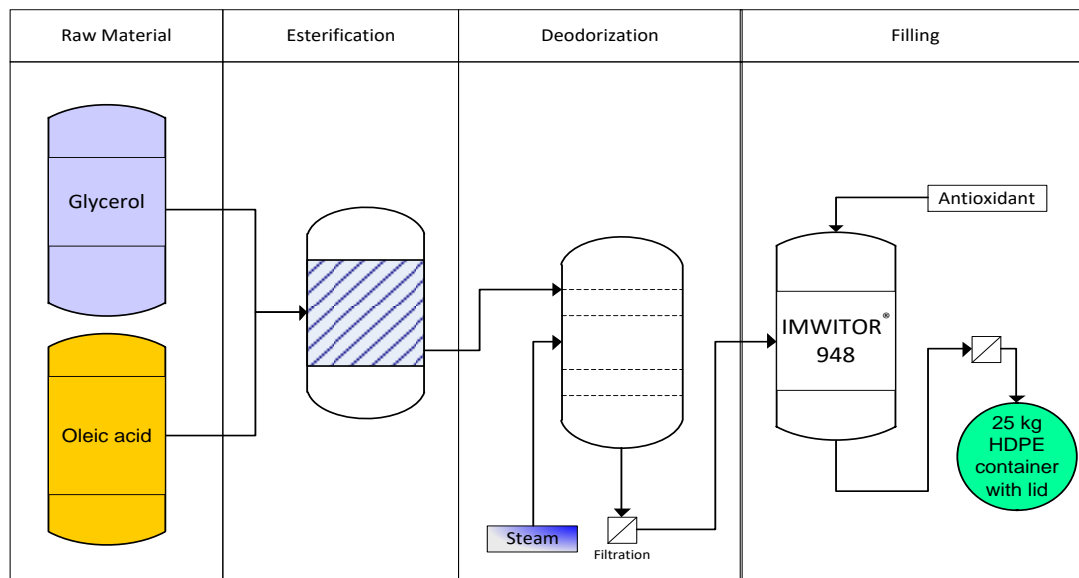 Raw Material
Esterification
Deodorization
Filling
Glycerol
Oleic acid
Steam
Filtration
Antioxidant
IMWITOR®
948
25 kg
HDPE
container
with lid